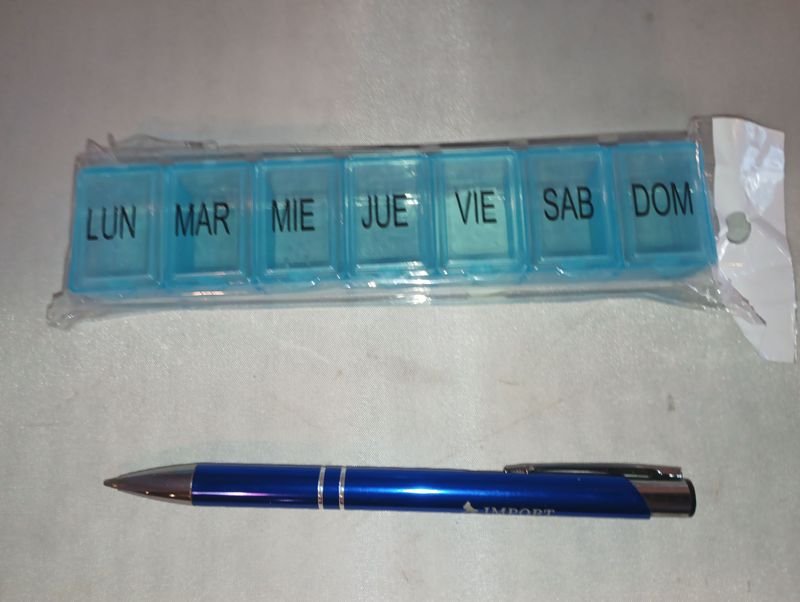 LUN MAR MIE JUE VIE SAB DOM
IMPORT